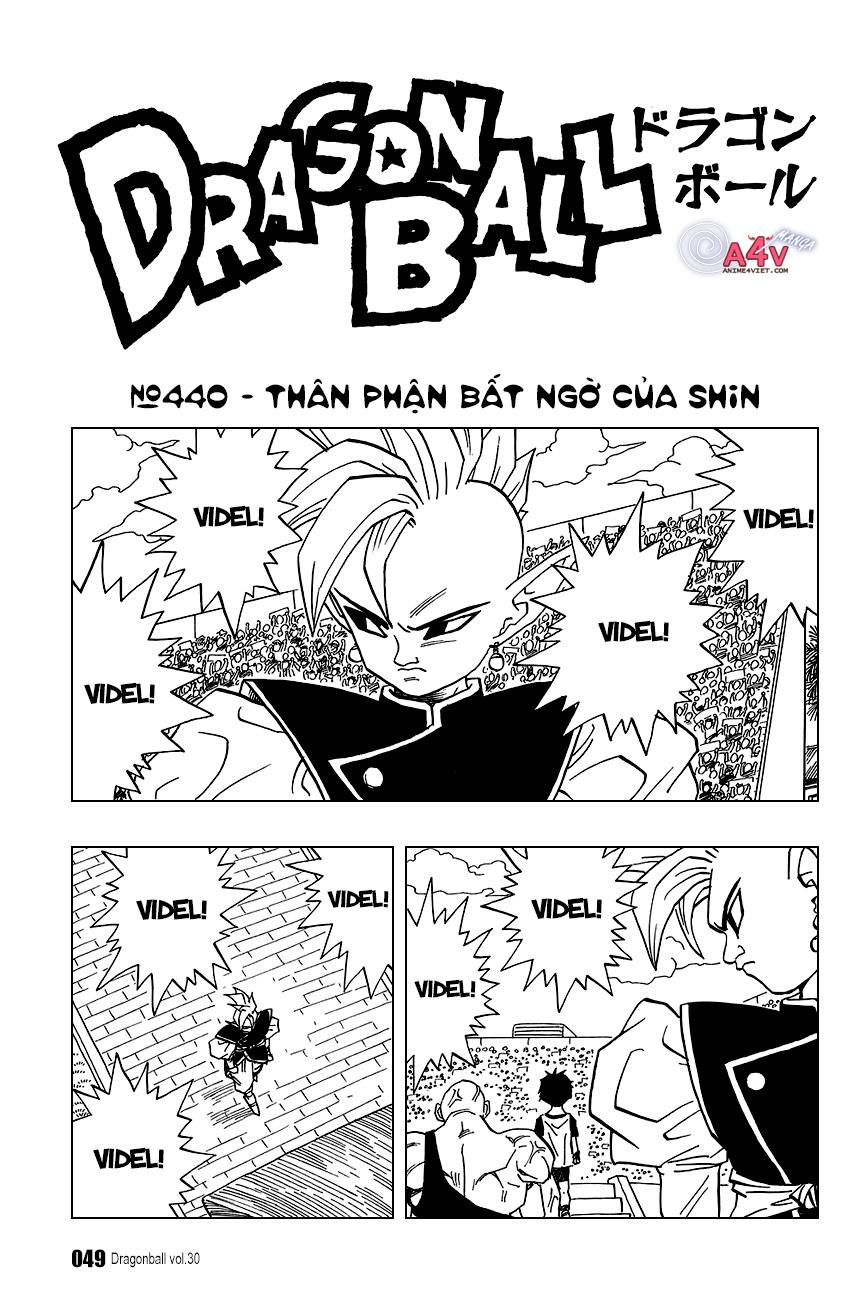 DRAGON BALL
ドラゴン
ボール
A4V MANGA
ANIME4VIET.COM
No440 - THÂN PHẬN BẤT NGỜ CỦA SHIN
VIDEL!
VIDEL!
VIDEL!
VIDEL!
VIDEL!
VIDEL!
VIDEL!
VIDEL!
VIDEL!
049 Dragonball vol.30